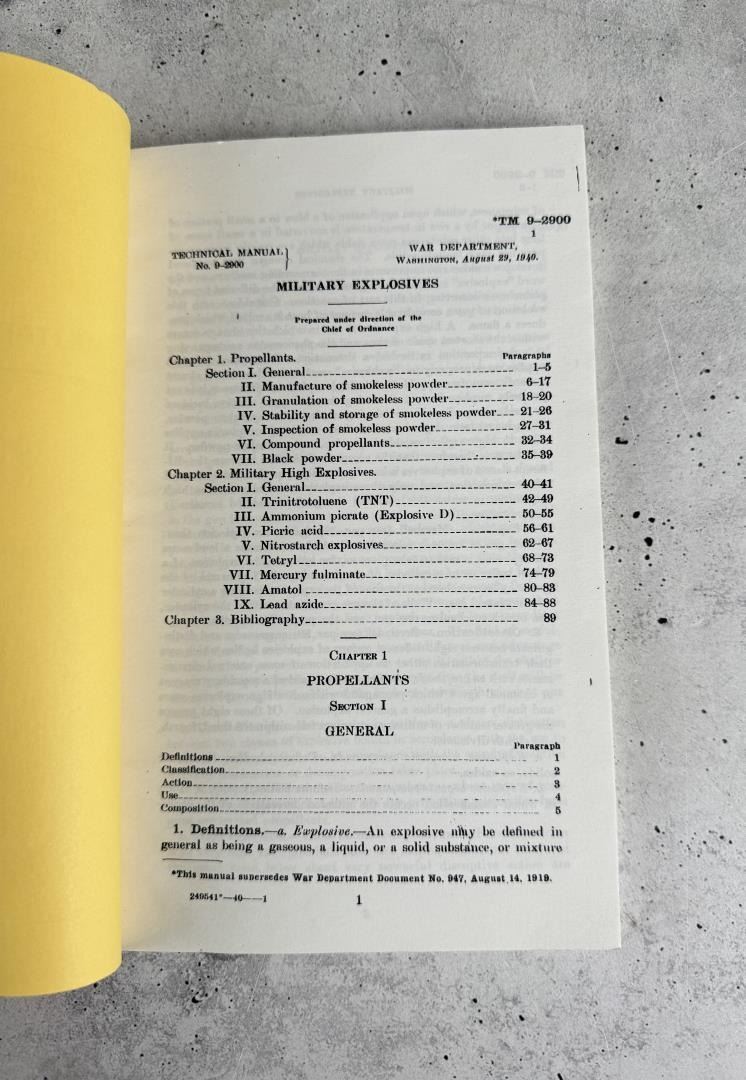 *TM 9–2900
1
TECHNICAL MANUAL
No. 9–2900
WAR DEPARTMENT,
WASHINGTON, August 29, 1940.
MILITARY EXPLOSIVES
Prepared under direction of the
Chief of Ordnance
Chapter 1. Propellants. Paragraphs
Section I. General 1–5
II. Manufacture of smokeless powder 6–17
III. Granulation of smokeless powder 18–20
IV. Stability and storage of smokeless powder 21–26
V. Inspection of smokeless powder 27–31
VI. Compound propellants 32–34
VII. Black powder 35–39
Chapter 2. Military High Explosives.
Section I. General 40–41
II. Trinitrotoluene (TNT) 42–49
III. Ammonium picrate (Explosive D) 50–55
IV. Picric acid 56–61
V. Nitrostarch explosives 62–67
VI. Tetryl 68–73
VII. Mercury fulminate 74–79
VIII. Amatol 80–83
IX. Lead azide 84–88
Chapter 3. Bibliography 89
CHAPTER 1
PROPELLANTS
SECTION I
GENERAL
Paragraph
Definitions 1
Classification 2
Action 3
Use 4
Composition 5
1. Definitions.—a. Explosive.—An explosive may be defined in
general as being a gaseous, a liquid, or a solid substance, or mixture
*This manual supersedes War Department Document No. 947, August 14, 1919.
249541°—40——1
1